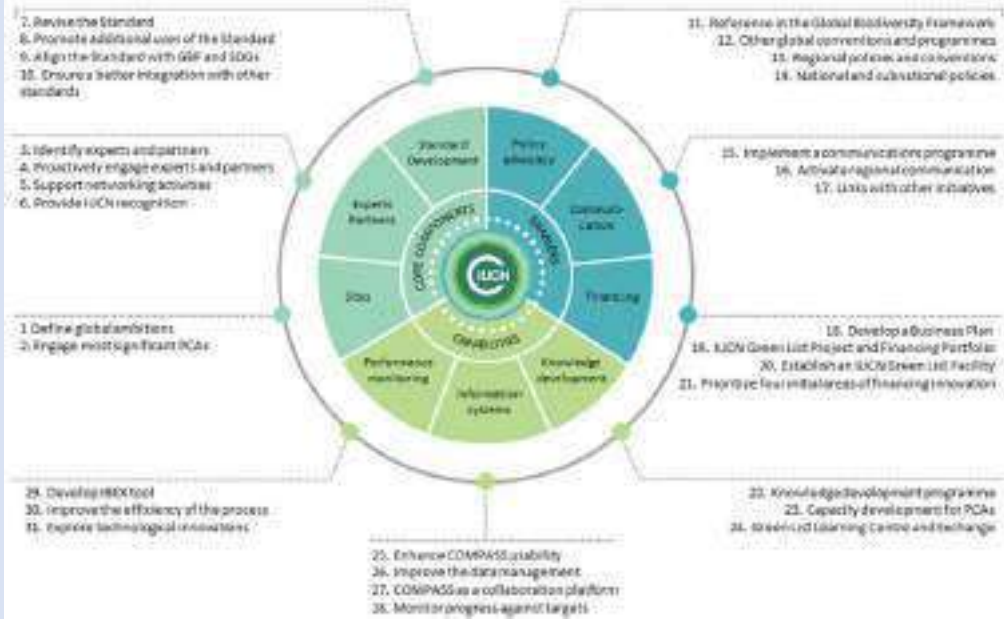 7. Revise the Standard
8. Promote additional uses of the Standard
9. Align the Standard with GBF and SDGs
10. Ensure a better integration with other
standards
11. Reference in the Global Biodiversity Framework
12. Other global conventions and programmes
13. Regional policies and conventions
14. National and subnational policies
3. Identify experts and partners
4. Proactively engage experts and partners
5. Support networking activities
6. Provide IUCN recognition
15. Implement a communications programme
16. Activate regional communication
17. Links with other initiatives
1 Define global ambitions
2. Engage most significant PCAs
18. Develop a Business Plan
19. IUCN Green List Project and Financing Portfolio
20. Establish an IUCN Green List Facility
21. Prioritize four initial areas of financing innovation
Standard
Development
Policy
advocacy
Experts
Partners
Communi-
cation
Sites
Financing
CORE COMPONENTS
ENABLERS
IUCN
CAPABILITIES
Performance
monitoring
Information
systems
Knowledge
development
29. Develop tool
30. Improve the efficiency of the process
31. Explore technological innovations
22. Knowledge development programme
23. Capacity development for PCAs
24. Green List Learning Centre and exchange
25. Enhance COMPASS usability
26. Improve the data management
27. COMPASS as a collaboration platform
28. Monitor progress against targets